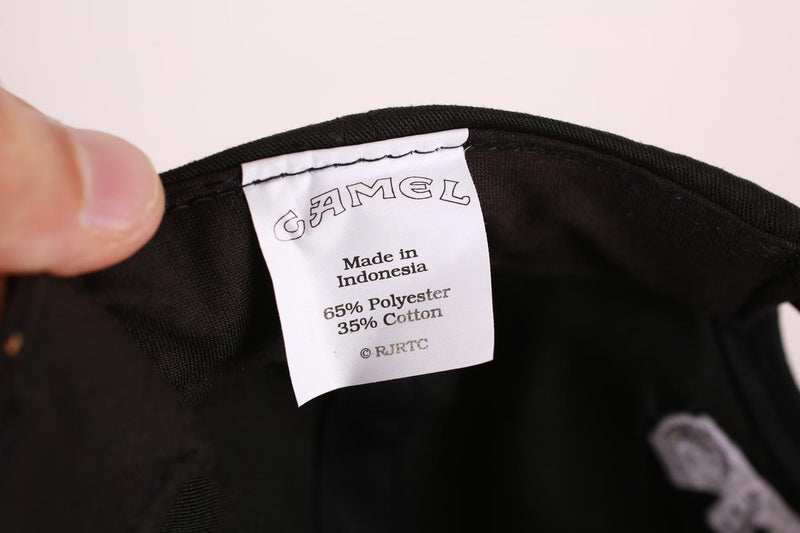 CAMEL
Made in
Indonesia
65% Polyester
35% Cotton
© RJRTC